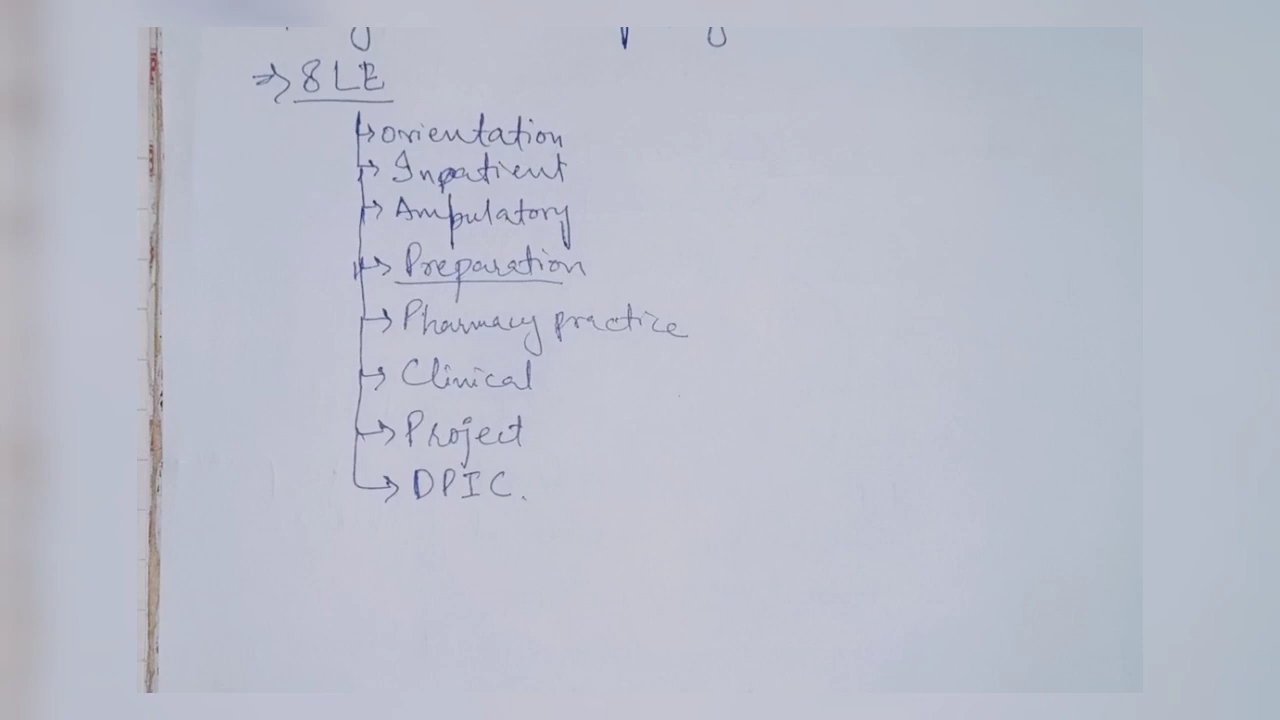 ⇒ 8 LE
→ orientation
→ Inpatient
→ Ambulatory
→ Preparation
→ Pharmacy practice
→ Clinical
→ Project
→ DPIC.